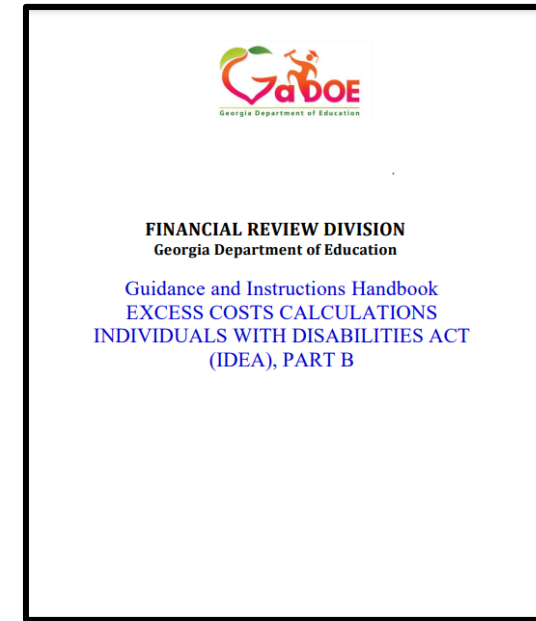 GaDOE
Georgia Department of Education
FINANCIAL REVIEW DIVISION
Georgia Department of Education
Guidance and Instructions Handbook
EXCESS COSTS CALCULATIONS
INDIVIDUALS WITH DISABILITIES ACT
(IDEA), PART B